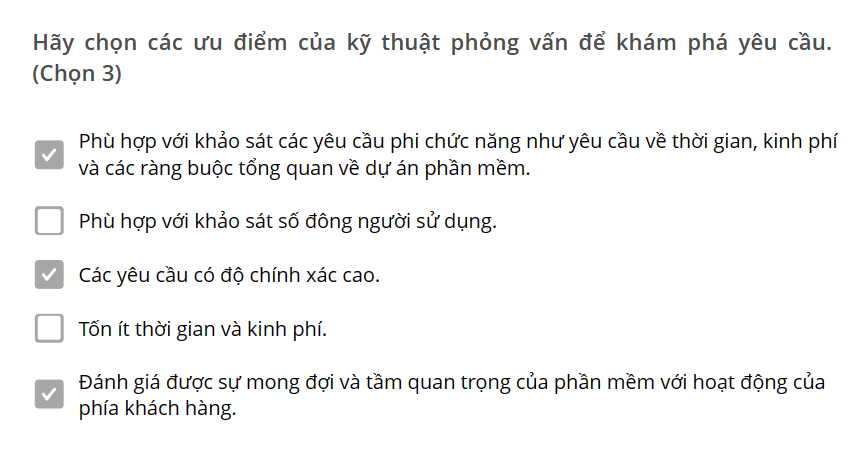 Hãy chọn các ưu điểm của kỹ thuật phỏng vấn để khám phá yêu cầu.
(Chọn 3)
Phù hợp với khảo sát các yêu cầu phi chức năng như yêu cầu về thời gian, kinh phí
và các ràng buộc tổng quan về dự án phần mềm.
Phù hợp với khảo sát số đông người sử dụng.
Các yêu cầu có độ chính xác cao.
Tốn ít thời gian và kinh phí.
Đánh giá được sự mong đợi và tầm quan trọng của phần mềm với hoạt động của
phía khách hàng.